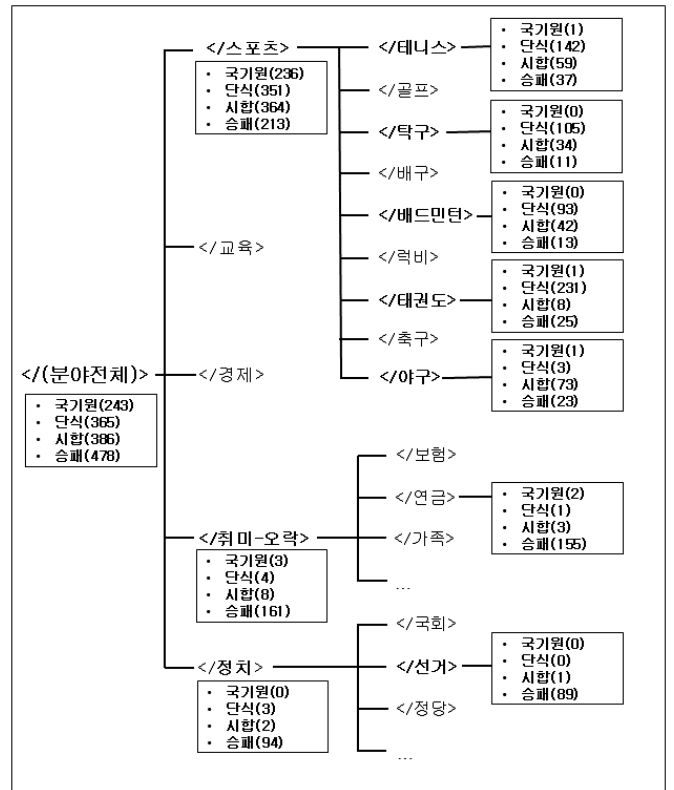 </스포츠>
· 국기원(236)
· 단식(351)
· 시합(364)
· 승패(213)
</테니스>
· 국기원(1)
· 단식(142)
· 시합(59)
· 승패(37)
</골프>
</탁구>
· 국기원(0)
· 단식(105)
· 시합(34)
· 승패(11)
</배구>
</배드민턴>
· 국기원(0)
· 단식(93)
· 시합(42)
· 승패(13)
</럭비>
</태권도>
· 국기원(1)
· 단식(231)
· 시합(8)
· 승패(25)
</축구>
</야구>
· 국기원(1)
· 단식(3)
· 시합(73)
· 승패(23)
</교육>
</경제>
</(분야전체)>
· 국기원(243)
· 단식(365)
· 시합(386)
· 승패(478)
</취미-오락>
· 국기원(3)
· 단식(4)
· 시합(8)
· 승패(161)
</보험>
</연금>
· 국기원(2)
· 단식(1)
· 시합(3)
· 승패(155)
</가족>
...
</정치>
· 국기원(0)
· 단식(3)
· 시합(2)
· 승패(94)
</국회>
</선거>
· 국기원(0)
· 단식(0)
· 시합(1)
· 승패(89)
</정당>
...